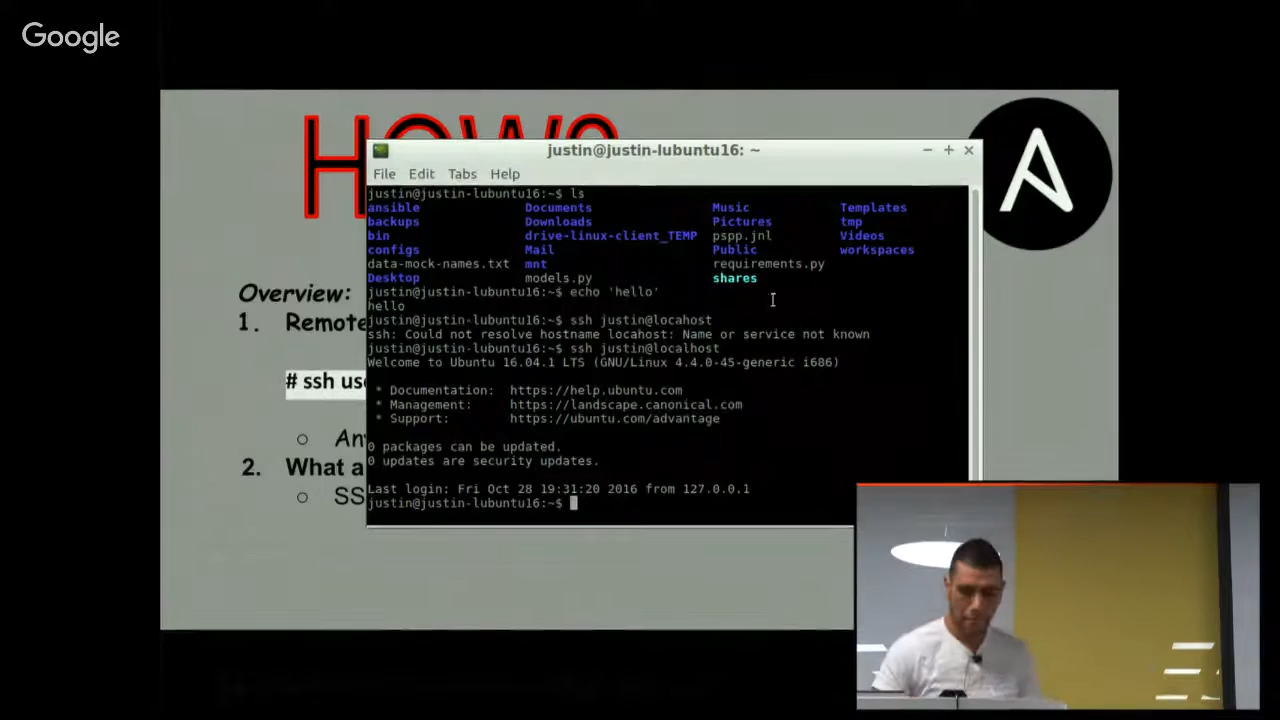 Google
HOW?
justin@justin-lubuntu16: ~
File Edit Tabs Help
justin@justin-lubuntu16:~$ ls
ansible Documents Music Templates
backups Downloads Pictures tmp
bin drive-linux-client_TEMP pspp.jnl Videos
configs Mail Public workspaces
data-mock-names.txt mnt requirements.py
Desktop models.py shares
justin@justin-lubuntu16:~$ echo 'hello'
hello
justin@justin-lubuntu16:~$ ssh justin@locahost
ssh: Could not resolve hostname locahost: Name or service not known
justin@justin-lubuntu16:~$ ssh justin@localhost
Welcome to Ubuntu 16.04.1 LTS (GNU/Linux 4.4.0-45-generic i686)
* Documentation: https://help.ubuntu.com
* Management: https://landscape.canonical.com
* Support: https://ubuntu.com/advantage
0 packages can be updated.
0 updates are security updates.
Last login: Fri Oct 28 19:31:20 2016 from 127.0.0.1
justin@justin-lubuntu16:~$
Overview:
1. Remote
# ssh use
2. What a
SS